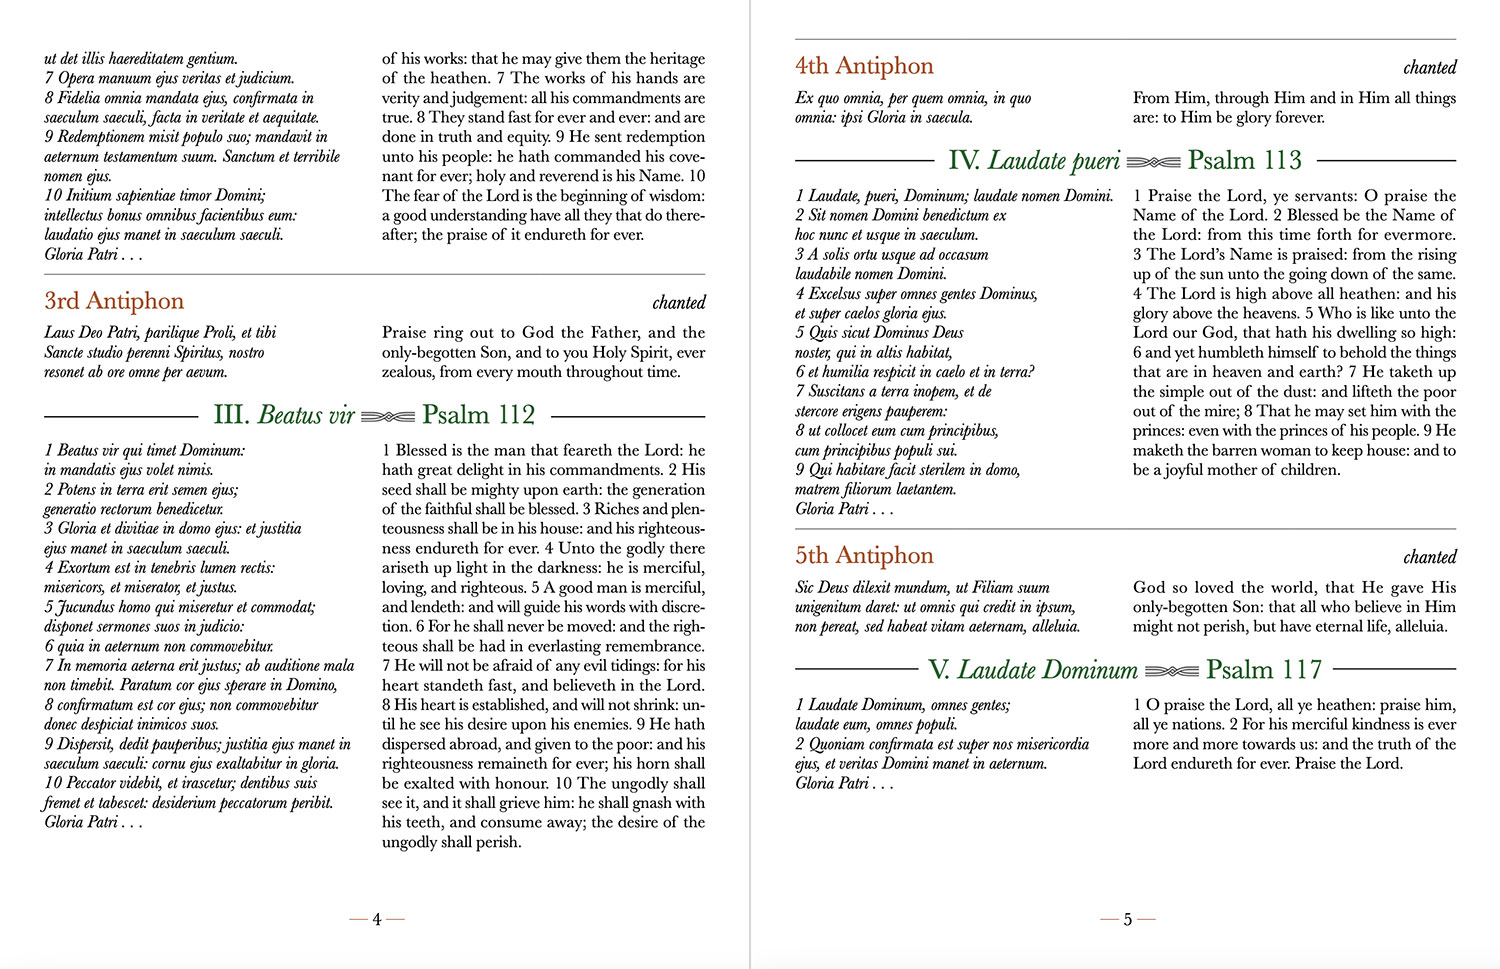 ut det illis haereditatem gentium.
7 Opera manuum ejus veritas et judicium.
8 Fidelia omnia mandata ejus, confirmata in
saeculum saeculi, facta in veritate et aequitate.
9 Redemptionem misit populo suo; mandavit in
aeternum testamentum suum. Sanctum et terribile
nomen ejus.
10 Initium sapientiae timor Domini;
intellectus bonus omnibus facientibus eum:
laudatio ejus manet in saeculum saeculi.
Gloria Patri . . .
of his works: that he may give them the heritage
of the heathen. 7 The works of his hands are
verity and judgement: all his commandments are
true. 8 They stand fast for ever and ever: and are
done in truth and equity. 9 He sent redemption
unto his people: he hath commanded his cove-
nant for ever; holy and reverend is his Name. 10
The fear of the Lord is the beginning of wisdom:
a good understanding have all they that do there-
after; the praise of it endureth for ever.
3rd Antiphon chanted
Laus Deo Patri, parilique Proli, et tibi
Sancte studio perenni Spiritus, nostro
resonet ab ore omne per aevum.
Praise ring out to God the Father, and the
only-begotten Son, and to you Holy Spirit, ever
zealous, from every mouth throughout time.
III. Beatus vir Psalm 112
1 Beatus vir qui timet Dominum:
in mandatis ejus volet nimis.
2 Potens in terra erit semen ejus;
generatio rectorum benedicetur.
3 Gloria et divitiae in domo ejus: et justitia
ejus manet in saeculum saeculi.
4 Exortum est in tenebris lumen rectis:
misericors, et miserator, et justus.
5 Jucundus homo qui miseretur et commodat;
disponet sermones suos in judicio:
6 quia in aeternum non commovebitur.
7 In memoria aeterna erit justus; ab auditione mala
non timebit. Paratum cor ejus sperare in Domino,
8 confirmatum est cor ejus; non commovebitur
donec despiciat inimicos suos.
9 Dispersit, dedit pauperibus; justitia ejus manet in
saeculum saeculi: cornu ejus exaltabitur in gloria.
10 Peccator videbit, et irascetur; dentibus suis
fremet et tabescet: desiderium peccatorum peribit.
Gloria Patri . . .
1 Blessed is the man that feareth the Lord: he
hath great delight in his commandments. 2 His
seed shall be mighty upon earth: the generation
of the faithful shall be blessed. 3 Riches and plen-
teousness shall be in his house: and his righteous-
ness endureth for ever. 4 Unto the godly there
ariseth up light in the darkness: he is merciful,
loving, and righteous. 5 A good man is merciful,
and lendeth: and will guide his words with discre-
tion. 6 For he shall never be moved: and the righ-
teous shall be had in everlasting remembrance.
7 He will not be afraid of any evil tidings: for his
heart standeth fast, and believeth in the Lord.
8 His heart is established, and will not shrink: un-
til he see his desire upon his enemies. 9 He hath
dispersed abroad, and given to the poor: and his
righteousness remaineth for ever; his horn shall
be exalted with honour. 10 The ungodly shall
see it, and it shall grieve him: he shall gnash with
his teeth, and consume away; the desire of the
ungodly shall perish.
4
4th Antiphon chanted
Ex quo omnia, per quem omnia, in quo
omnia: ipsi Gloria in saecula.
From Him, through Him and in Him all things
are: to Him be glory forever.
IV. Laudate pueri Psalm 113
1 Laudate, pueri, Dominum; laudate nomen Domini.
2 Sit nomen Domini benedictum ex
hoc nunc et usque in saeculum.
3 A solis ortu usque ad occasum
laudabile nomen Domini.
4 Excelsus super omnes gentes Dominus,
et super caelos gloria ejus.
5 Quis sicut Dominus Deus
noster, qui in altis habitat,
6 et humilia respicit in caelo et in terra?
7 Suscitans a terra inopem, et de
stercore erigens pauperem:
8 ut collocet eum cum principibus,
cum principibus populi sui.
9 Qui habitare facit sterilem in domo,
matrem filiorum laetantem.
Gloria Patri . . .
1 Praise the Lord, ye servants: O praise the
Name of the Lord. 2 Blessed be the Name of
the Lord: from this time forth for evermore.
3 The Lord's Name is praised: from the rising
up of the sun unto the going down of the same.
4 The Lord is high above all heathen: and his
glory above the heavens. 5 Who is like unto the
Lord our God, that hath his dwelling so high:
6 and yet humbleth himself to behold the things
that are in heaven and earth? 7 He taketh up
the simple out of the dust: and lifteth the poor
out of the mire; 8 That he may set him with the
princes: even with the princes of his people. 9 He
maketh the barren woman to keep house: and to
be a joyful mother of children.
5th Antiphon chanted
Sic Deus dilexit mundum, ut Filiam suum
unigenitum daret: ut omnis qui credit in ipsum,
non pereat, sed habeat vitam aeternam, alleluia.
God so loved the world, that He gave His
only-begotten Son: that all who believe in Him
might not perish, but have eternal life, alleluia.
V. Laudate Dominum Psalm 117
1 Laudate Dominum, omnes gentes;
laudate eum, omnes populi.
2 Quoniam confirmata est super nos misericordia
ejus, et veritas Domini manet in aeternum.
Gloria Patri . . .
1 O praise the Lord, all ye heathen: praise him,
all ye nations. 2 For his merciful kindness is ever
more and more towards us: and the truth of the
Lord endureth for ever. Praise the Lord.
5